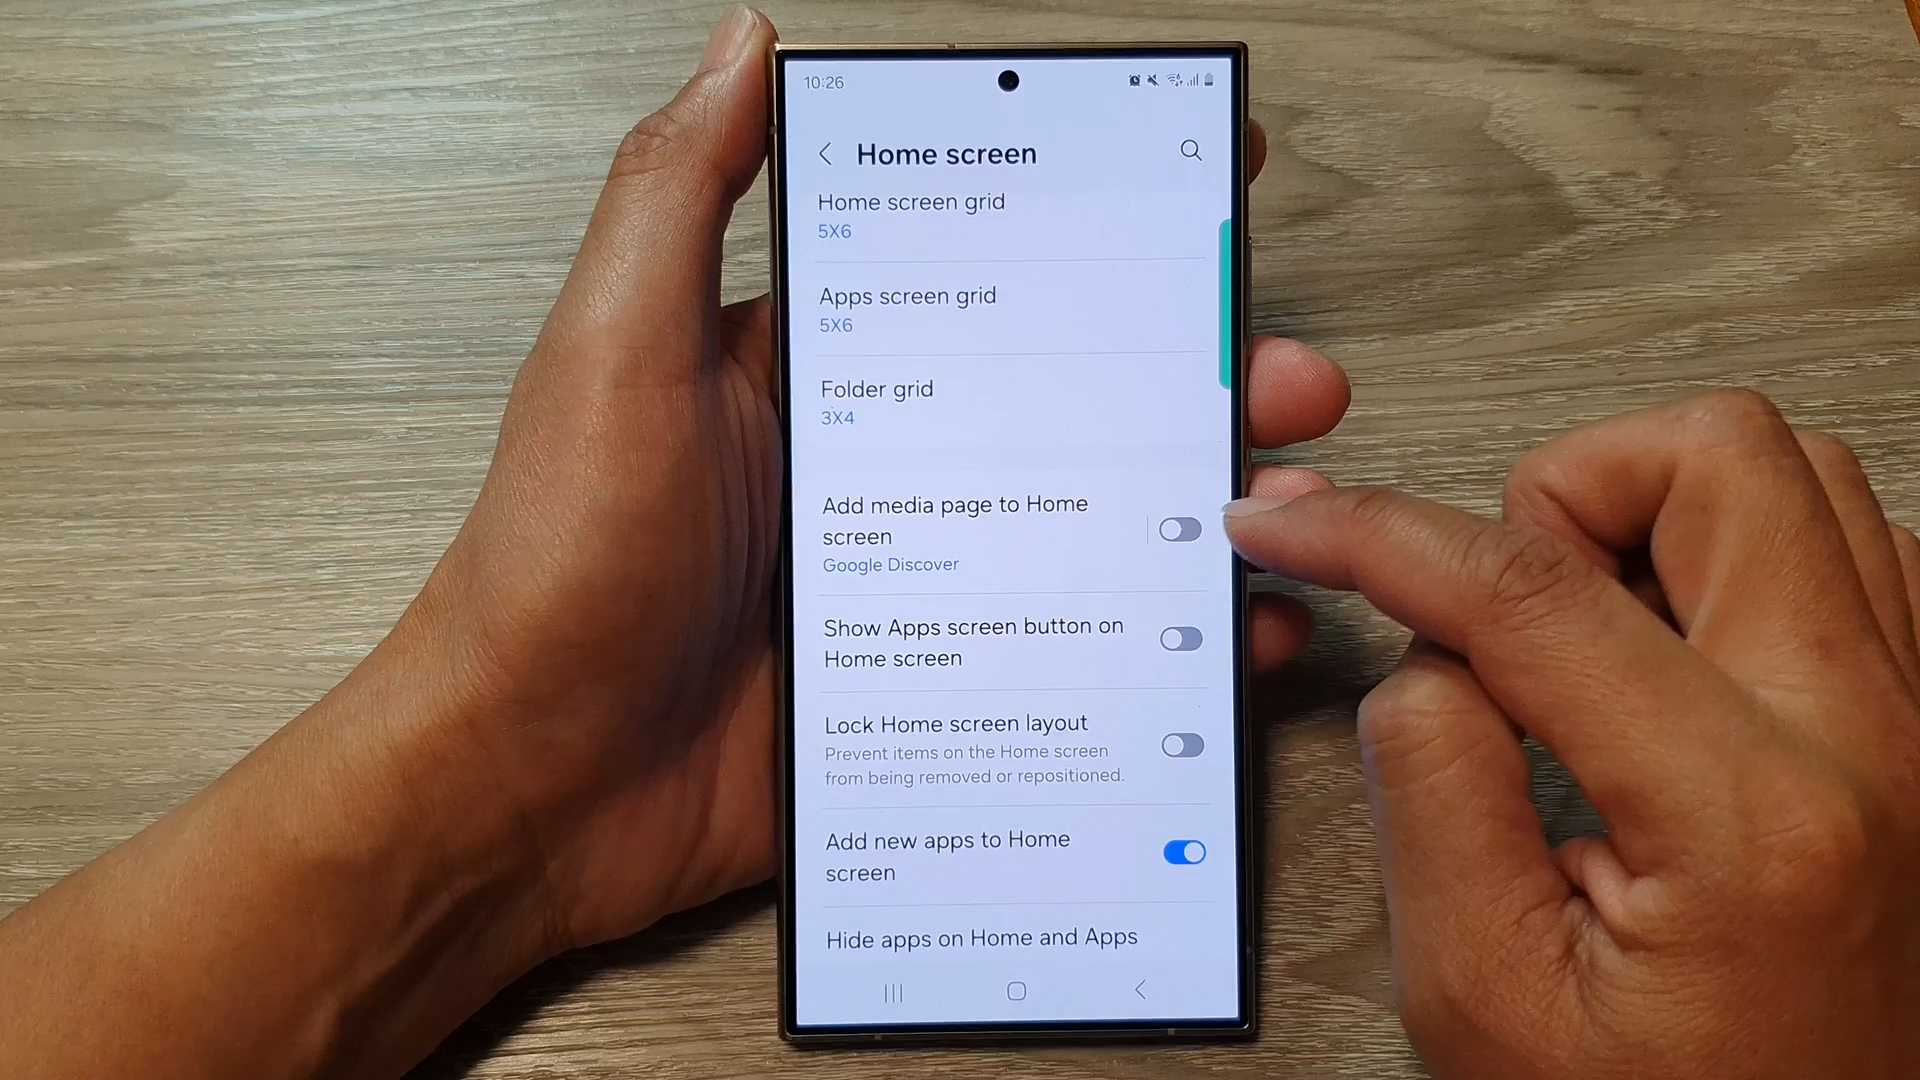 10:26
Home screen
Home screen grid
5X6
Apps screen grid
5X6
Folder grid
3X4
Add media page to Home
screen
Google Discover
Show Apps screen button on
Home screen
Lock Home screen layout
Prevent items on the Home screen
from being removed or repositioned.
Add new apps to Home
screen
Hide apps on Home and Apps